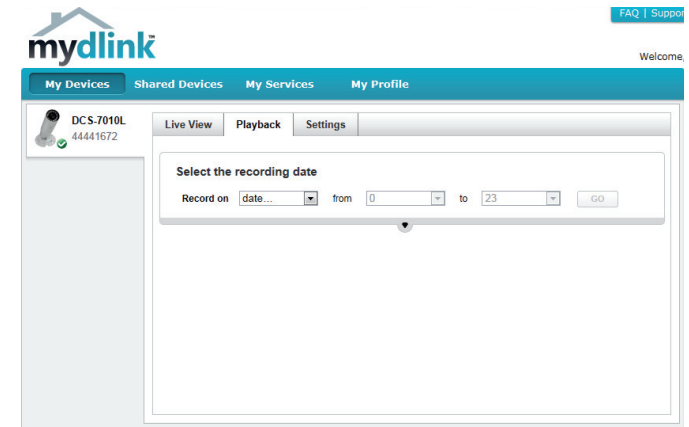 FAQ | Suppor
mydlink™
Welcome,
My Devices Shared Devices My Services My Profile
DCS-7010L
44441672
Live View Playback Settings
Select the recording date
Record on date... from 0 to 23 GO